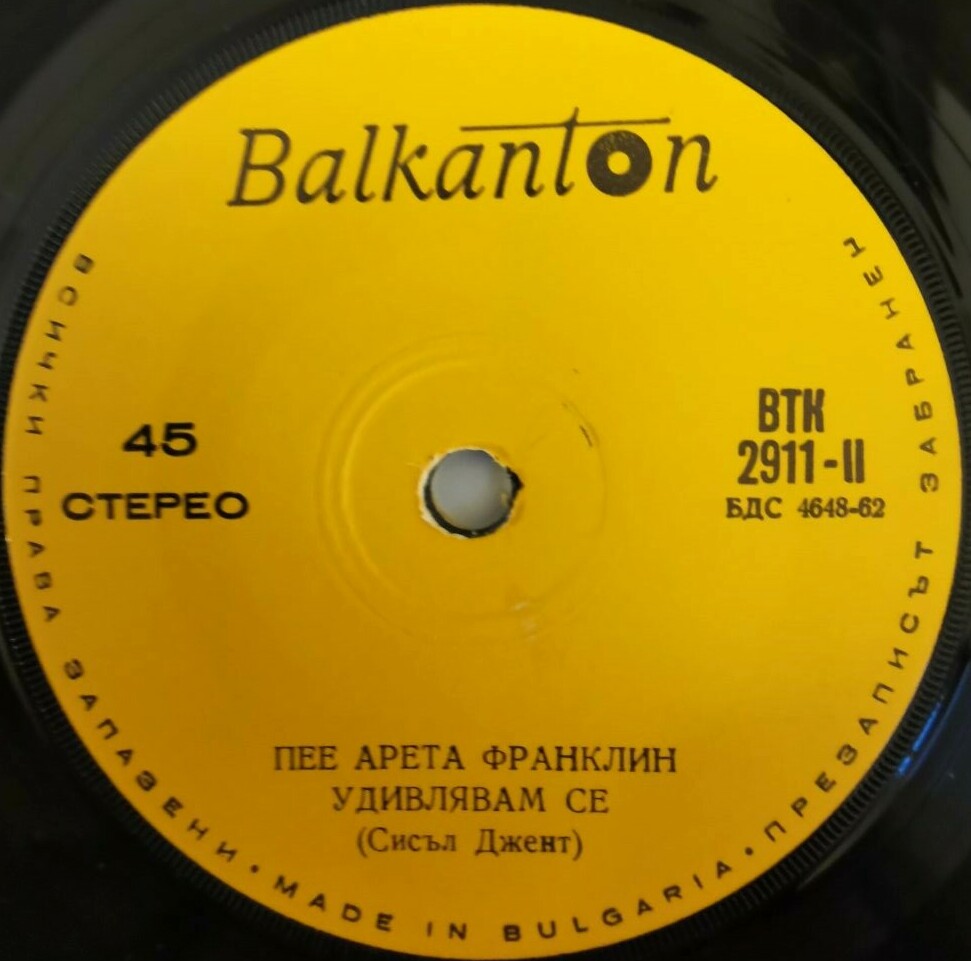 Balkanton
45
СТЕРЕО
ВТК
2911-II
БДС 4648-62
ПЕЕ АРЕТА ФРАНКЛИН
УДИВЛЯВАМ СЕ
(Сисъл Джент)
ВСИЧКИ ПРАВА ЗАПАЗЕНИ • MADE IN BULGARIA • ПРЕЗАПИСЪТ ЗАБРАНЕН